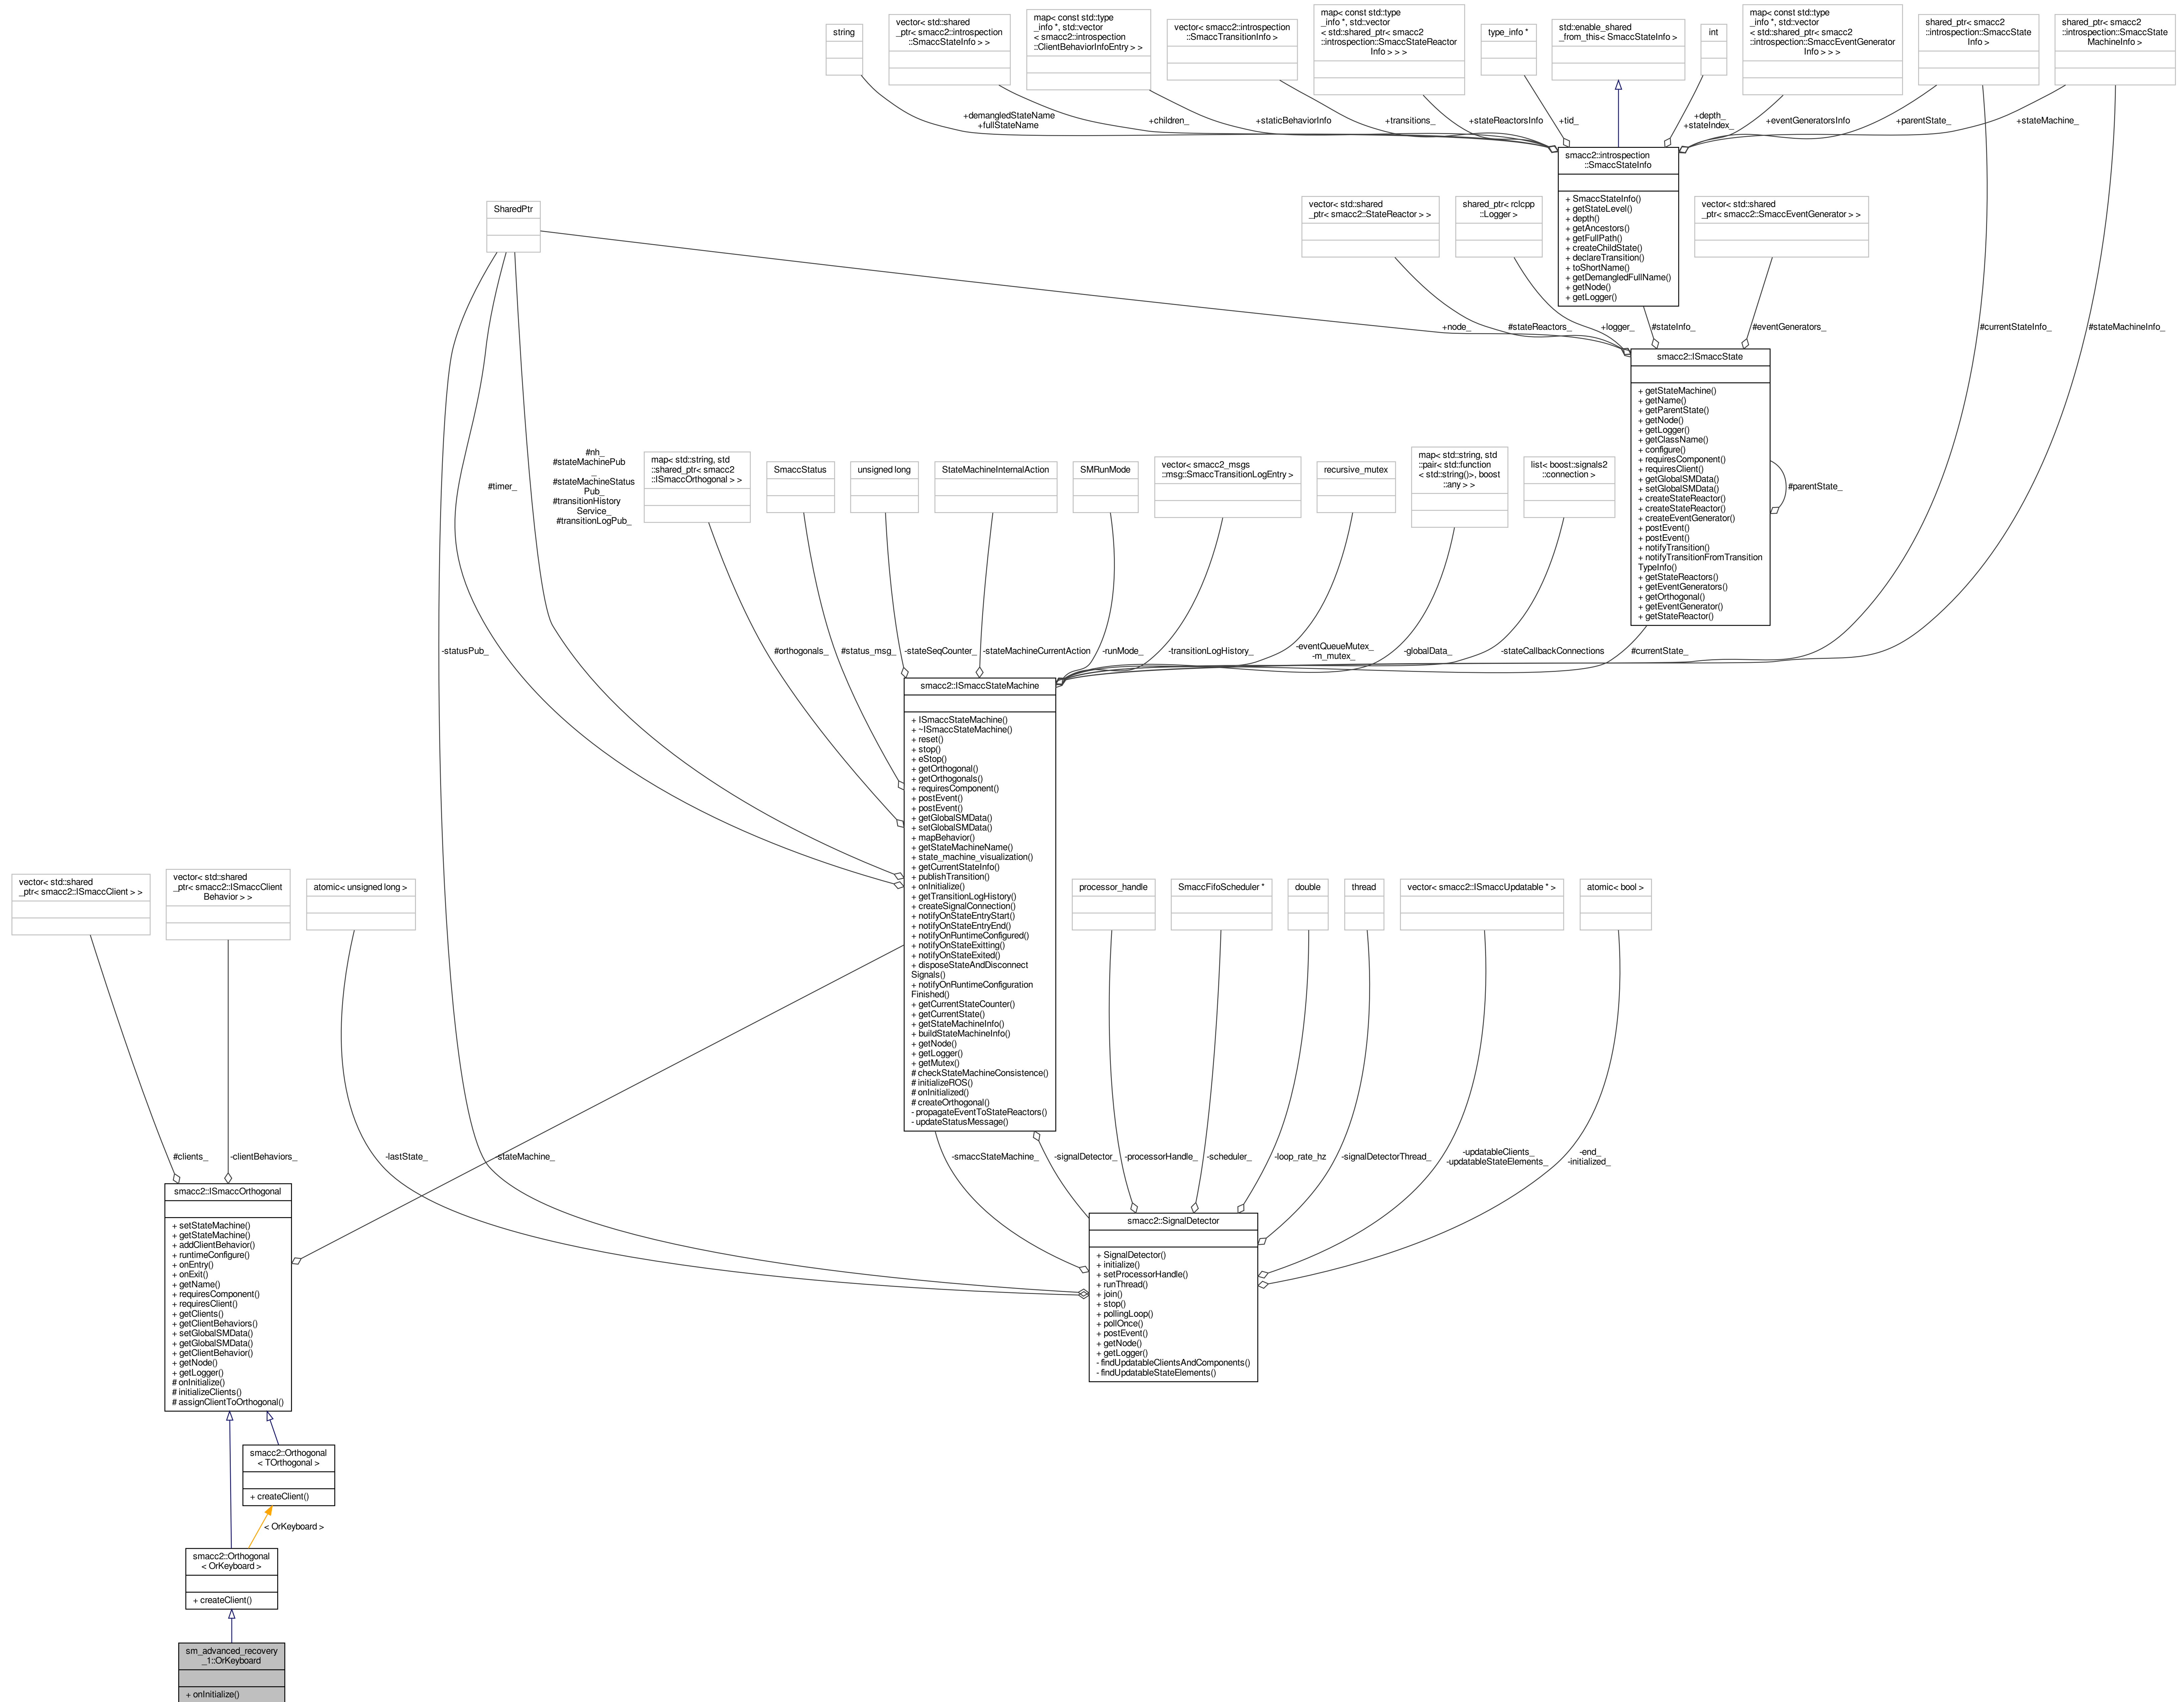 string
vector< std::shared
_ptr< smacc2::introspection
::SmaccStateInfo > >
map< const std::type
_info *, std::vector
< smacc2::introspection
::ClientBehaviorInfoEntry > >
vector< smacc2::introspection
::SmaccTransitionInfo >
map< const std::type
_info *, std::vector
< std::shared_ptr< smacc2
::introspection::SmaccStateReactor
Info > > >
type_info *
std::enable_shared
_from_this< SmaccStateInfo >
int
map< const std::type
_info *, std::vector
< std::shared_ptr< smacc2
::introspection::SmaccEventGenerator
Info > > >
shared_ptr< smacc2
::introspection::SmaccState
Info >
shared_ptr< smacc2
::introspection::SmaccState
MachineInfo >
+demangledStateName
+fullStateName
+children_
+staticBehaviorInfo
+transitions_
+stateReactorsInfo
+tid_
+depth_
+stateIndex_
+eventGeneratorsInfo
+parentState_
+stateMachine_
smacc2::introspection
::SmaccStateInfo
+ SmaccStateInfo()
+ getStateLevel()
+ depth()
+ getAncestors()
+ getFullPath()
+ createChildState()
+ declareTransition()
+ toShortName()
+ getDemangledFullName()
+ getNode()
+ getLogger()
SharedPtr
vector< std::shared
_ptr< smacc2::StateReactor > >
shared_ptr< rclcpp
::Logger >
vector< std::shared
_ptr< smacc2::SmaccEventGenerator > >
+node_
#stateReactors_
+logger_
#stateInfo_
#eventGenerators_
#currentStateInfo_
#stateMachineInfo_
smacc2::ISmaccState
+ getStateMachine()
+ getName()
+ getParentState()
+ getNode()
+ getLogger()
+ getClassName()
+ configure()
+ requiresComponent()
+ requiresClient()
+ getGlobalSMData()
+ setGlobalSMData()
+ createStateReactor()
+ createStateReactor()
+ createEventGenerator()
+ postEvent()
+ postEvent()
+ notifyTransition()
+ notifyTransitionFromTransition
TypeInfo()
+ getStateReactors()
+ getEventGenerators()
+ getOrthogonal()
+ getEventGenerator()
+ getStateReactor()
#parentState_
#timer_
#nh_
#stateMachinePub
_
#stateMachineStatus
Pub_
#transitionHistory
Service_
#transitionLogPub_
map< std::string, std
::shared_ptr< smacc2
::ISmaccOrthogonal > >
SmaccStatus
unsigned long
StateMachineInternalAction
SMRunMode
vector< smacc2_msgs
::msg::SmaccTransitionLogEntry >
recursive_mutex
map< std::string, std
::pair< std::function
< std::string()>, boost
::any > >
list< boost::signals2
::connection >
-statusPub_
#orthogonals_
#status_msg_
-stateSeqCounter_
-stateMachineCurrentAction
-runMode_
-transitionLogHistory_
-eventQueueMutex_
-m_mutex_
-globalData_
-stateCallbackConnections
#currentState_
smacc2::ISmaccStateMachine
+ ISmaccStateMachine()
+ ~ISmaccStateMachine()
+ reset()
+ stop()
+ eStop()
+ getOrthogonal()
+ getOrthogonals()
+ requiresComponent()
+ postEvent()
+ postEvent()
+ getGlobalSMData()
+ setGlobalSMData()
+ mapBehavior()
+ getStateMachineName()
+ state_machine_visualization()
+ getCurrentStateInfo()
+ publishTransition()
+ onInitialize()
+ getTransitionLogHistory()
+ createSignalConnection()
+ notifyOnStateEntryStart()
+ notifyOnStateEntryEnd()
+ notifyOnRuntimeConfigured()
+ notifyOnStateExitting()
+ notifyOnStateExited()
+ disposeStateAndDisconnect
Signals()
+ notifyOnRuntimeConfiguration
Finished()
+ getCurrentStateCounter()
+ getCurrentState()
+ getStateMachineInfo()
+ buildStateMachineInfo()
+ getNode()
+ getLogger()
+ getMutex()
# checkStateMachineConsistence()
# initializeROS()
# onInitialized()
# createOrthogonal()
- propagateEventToStateReactors()
- updateStatusMessage()
vector< std::shared
_ptr< smacc2::ISmaccClient > >
vector< std::shared
_ptr< smacc2::ISmaccClient
Behavior > >
atomic< unsigned long >
processor_handle
SmaccFifoScheduler *
double
thread
vector< smacc2::ISmaccUpdatable * >
atomic< bool >
#clients_
-clientBehaviors_
-lastState_
-stateMachine_
-smaccStateMachine_
-signalDetector_
-processorHandle_
-scheduler_
-loop_rate_hz
-signalDetectorThread_
-updatableClients_
-updatableStateElements_
-end_
-initialized_
smacc2::ISmaccOrthogonal
+ setStateMachine()
+ getStateMachine()
+ addClientBehavior()
+ runtimeConfigure()
+ onEntry()
+ onExit()
+ getName()
+ requiresComponent()
+ requiresClient()
+ getClients()
+ getClientBehaviors()
+ setGlobalSMData()
+ getGlobalSMData()
+ getClientBehavior()
+ getNode()
+ getLogger()
# onInitialize()
# initializeClients()
# assignClientToOrthogonal()
smacc2::SignalDetector
+ SignalDetector()
+ initialize()
+ setProcessorHandle()
+ runThread()
+ join()
+ stop()
+ pollingLoop()
+ pollOnce()
+ postEvent()
+ getNode()
+ getLogger()
- findUpdatableClientsAndComponents()
- findUpdatableStateElements()
smacc2::Orthogonal
< TOrthogonal >
+ createClient()
< OrKeyboard >
smacc2::Orthogonal
< OrKeyboard >
+ createClient()
sm_advanced_recovery
_1::OrKeyboard
+ onInitialize()